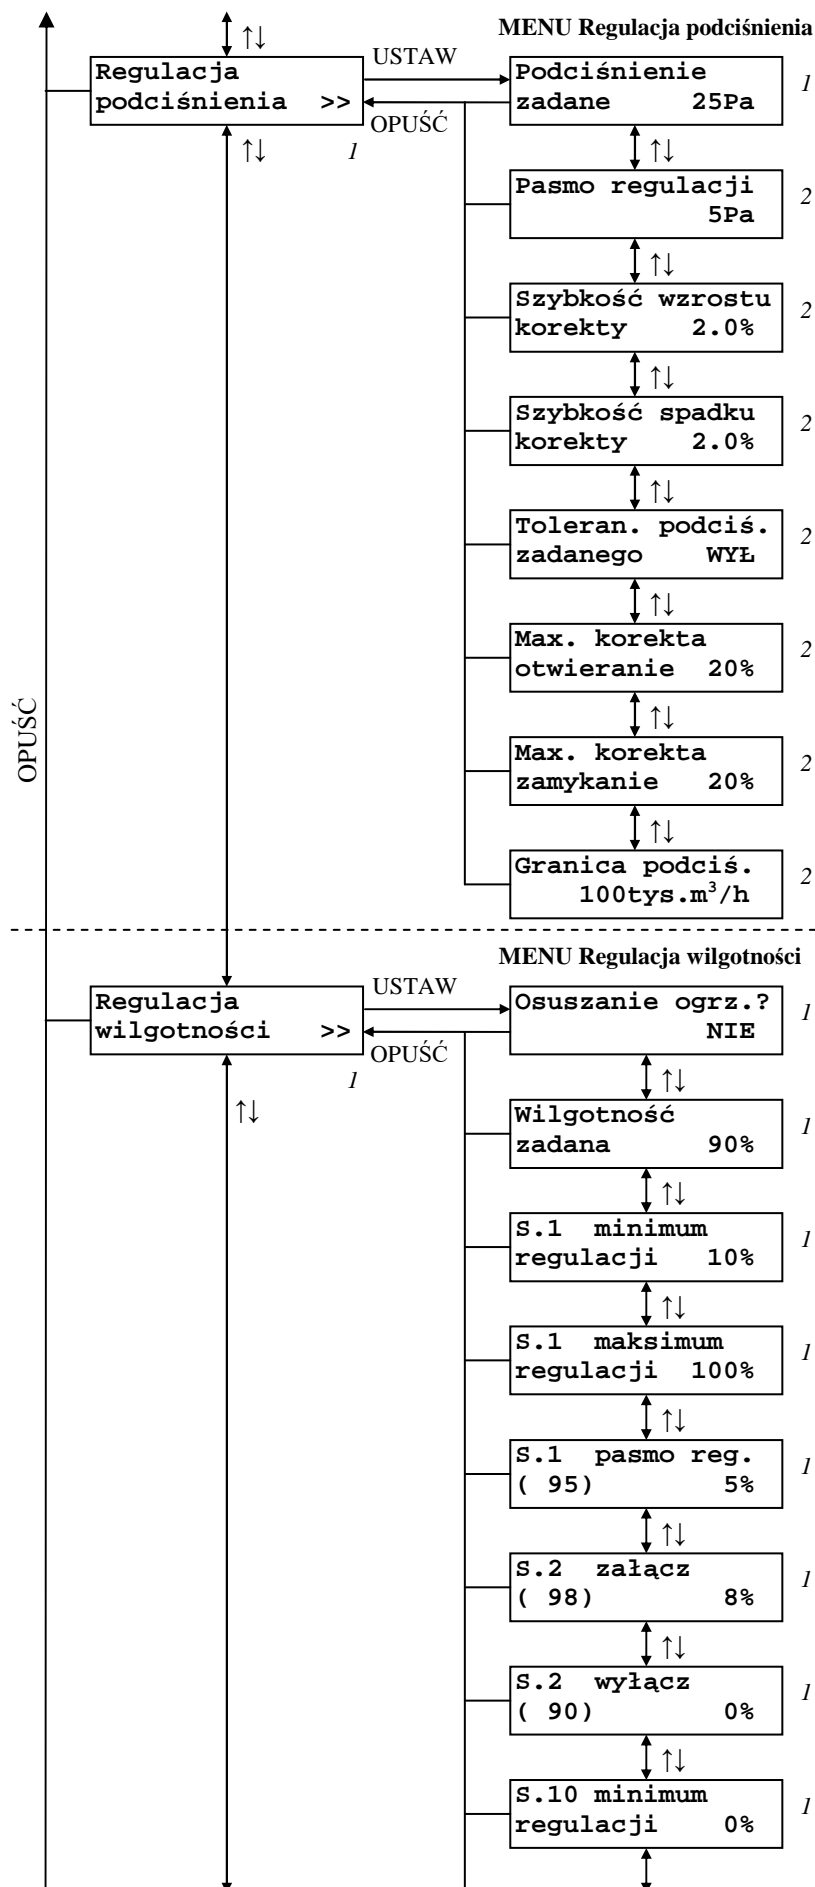 ↑↓
MENU Regulacja podciśnienia
Regulacja
podciśnienia >>
1
USTAW
OPUŚĆ
Podciśnienie
zadane 25Pa
1
↑↓
↑↓
Pasmo regulacji
5Pa
2
↑↓
Szybkość wzrostu
korekty 2.0%
2
↑↓
Szybkość spadku
korekty 2.0%
2
↑↓
Toleran. podciś.
zadanego WYŁ
2
↑↓
Max. korekta
otwieranie 20%
2
↑↓
OPUŚĆ
Max. korekta
zamykanie 20%
2
↑↓
Granica podciś.
100tys.m³/h
2
MENU Regulacja wilgotności
Regulacja
wilgotności >>
1
USTAW
OPUŚĆ
Osuszanie ogrz.?
NIE
1
↑↓
↑↓
Wilgotność
zadana 90%
1
↑↓
S.1 minimum
regulacji 10%
1
↑↓
S.1 maksimum
regulacji 100%
1
↑↓
S.1 pasmo reg.
( 95) 5%
1
↑↓
S.2 załącz
( 98) 8%
1
↑↓
S.2 wyłącz
( 90) 0%
1
↑↓
S.10 minimum
regulacji 0%
1